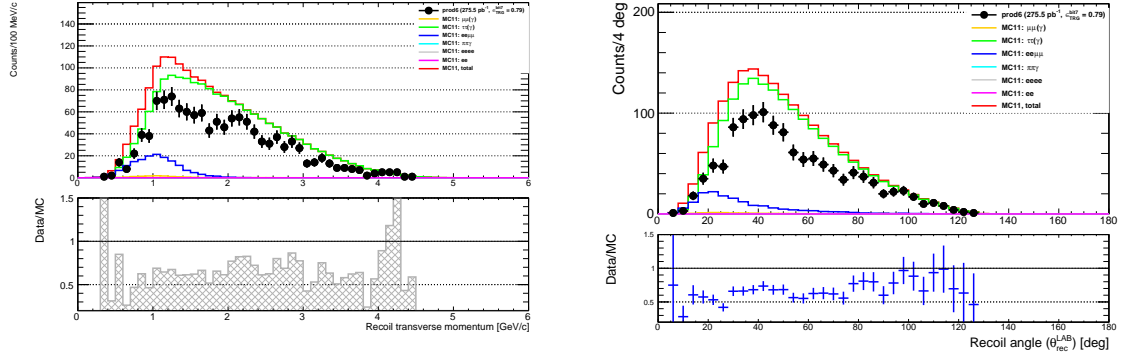 Counts/100 MeV/c
160
140
120
100
80
60
40
20
0
prod6 (275.5 pb⁻¹, ε^bit7_TRG = 0.79)
MC11: μμ(γ)
MC11: ττ(γ)
MC11: eeμμ
MC11: ππγ
MC11: eeee
MC11: ee
MC11, total
0 1 2 3 4 5 6
Data/MC
1.5
1
0.5
0 1 2 3 4 5 6
Recoil transverse momentum [GeV/c]
Counts/4 deg
200
100
0
prod6 (275.5 pb⁻¹, ε^bit7_TRG = 0.79)
MC11: μμ(γ)
MC11: ττ(γ)
MC11: eeμμ
MC11: ππγ
MC11: eeee
MC11: ee
MC11, total
0 20 40 60 80 100 120 140 160 180
Data/MC
1.5
1
0.5
0 20 40 60 80 100 120 140 160 180
Recoil angle (θ^LAB_rec) [deg]